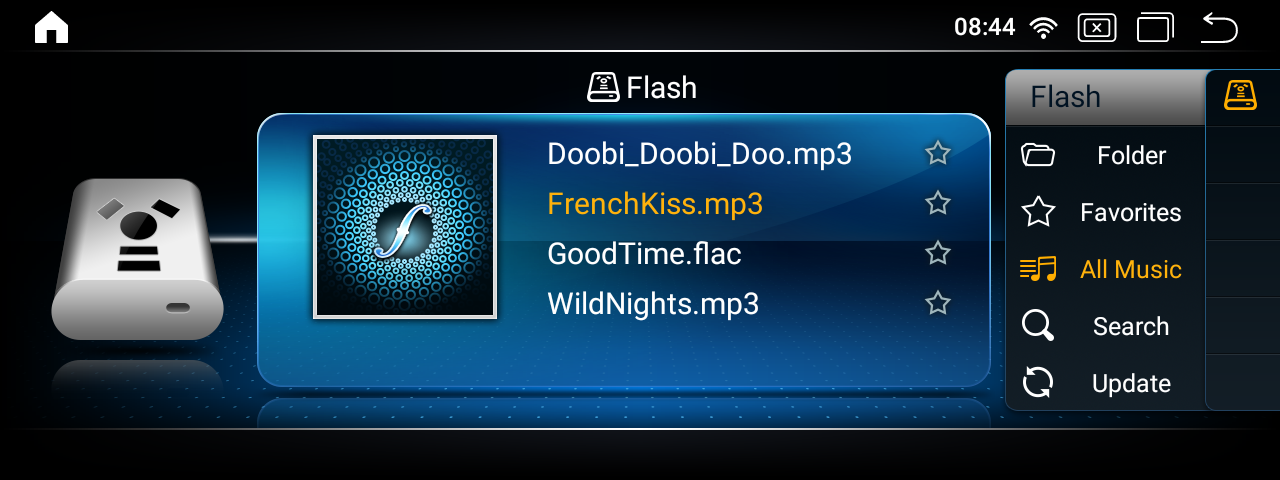 08:44
Flash
Doobi_Doobi_Doo.mp3
FrenchKiss.mp3
GoodTime.flac
WildNights.mp3
Flash
Folder
Favorites
All Music
Search
Update